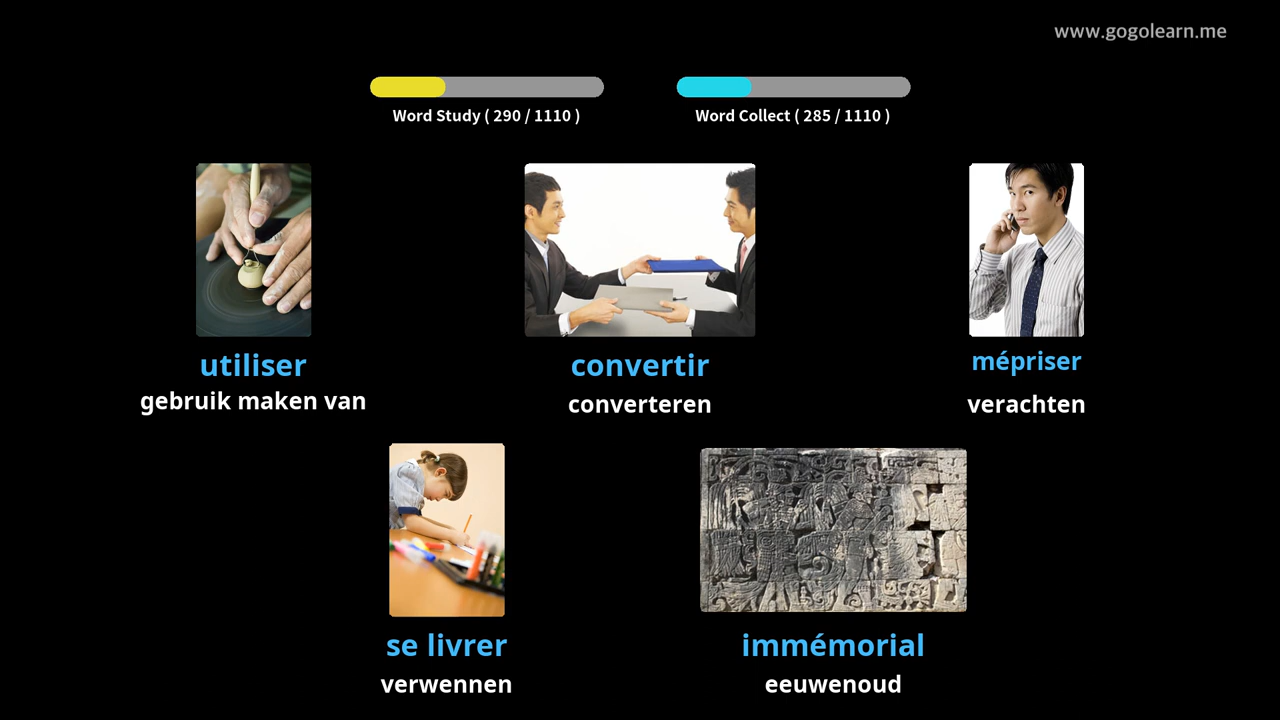 www.gogolearn.me
Word Study ( 290 / 1110 )
Word Collect ( 285 / 1110 )
utiliser
gebruik maken van
convertir
converteren
mépriser
verachten
se livrer
verwennen
immémorial
eeuwenoud